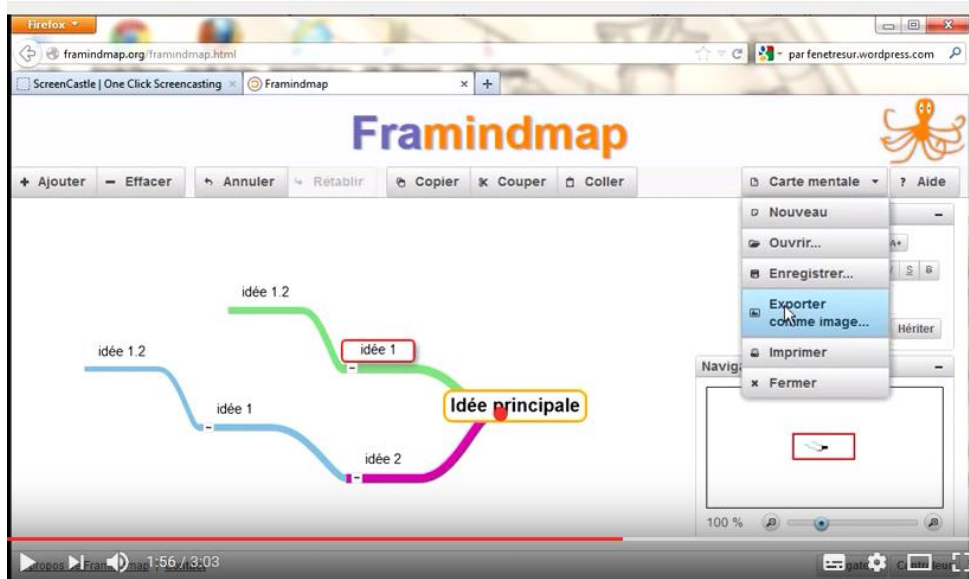 Firefox
framindmap.org/framindmap.html
par fenetresur.wordpress.com
ScreenCastle | One Click Screencasting
Framindmap
Framindmap
Ajouter Effacer Annuler Rétablir Copier Couper Coller Carte mentale ? Aide
Nouveau
Ouvrir...
A+
Enregistrer...
S B
Exporter
comme image...
Hériter
Imprimer
Fermer
idée 1.2
idée 1
idée 1.2
Idée principale
idée 1
idée 2
100 %
1:56 / 3:03